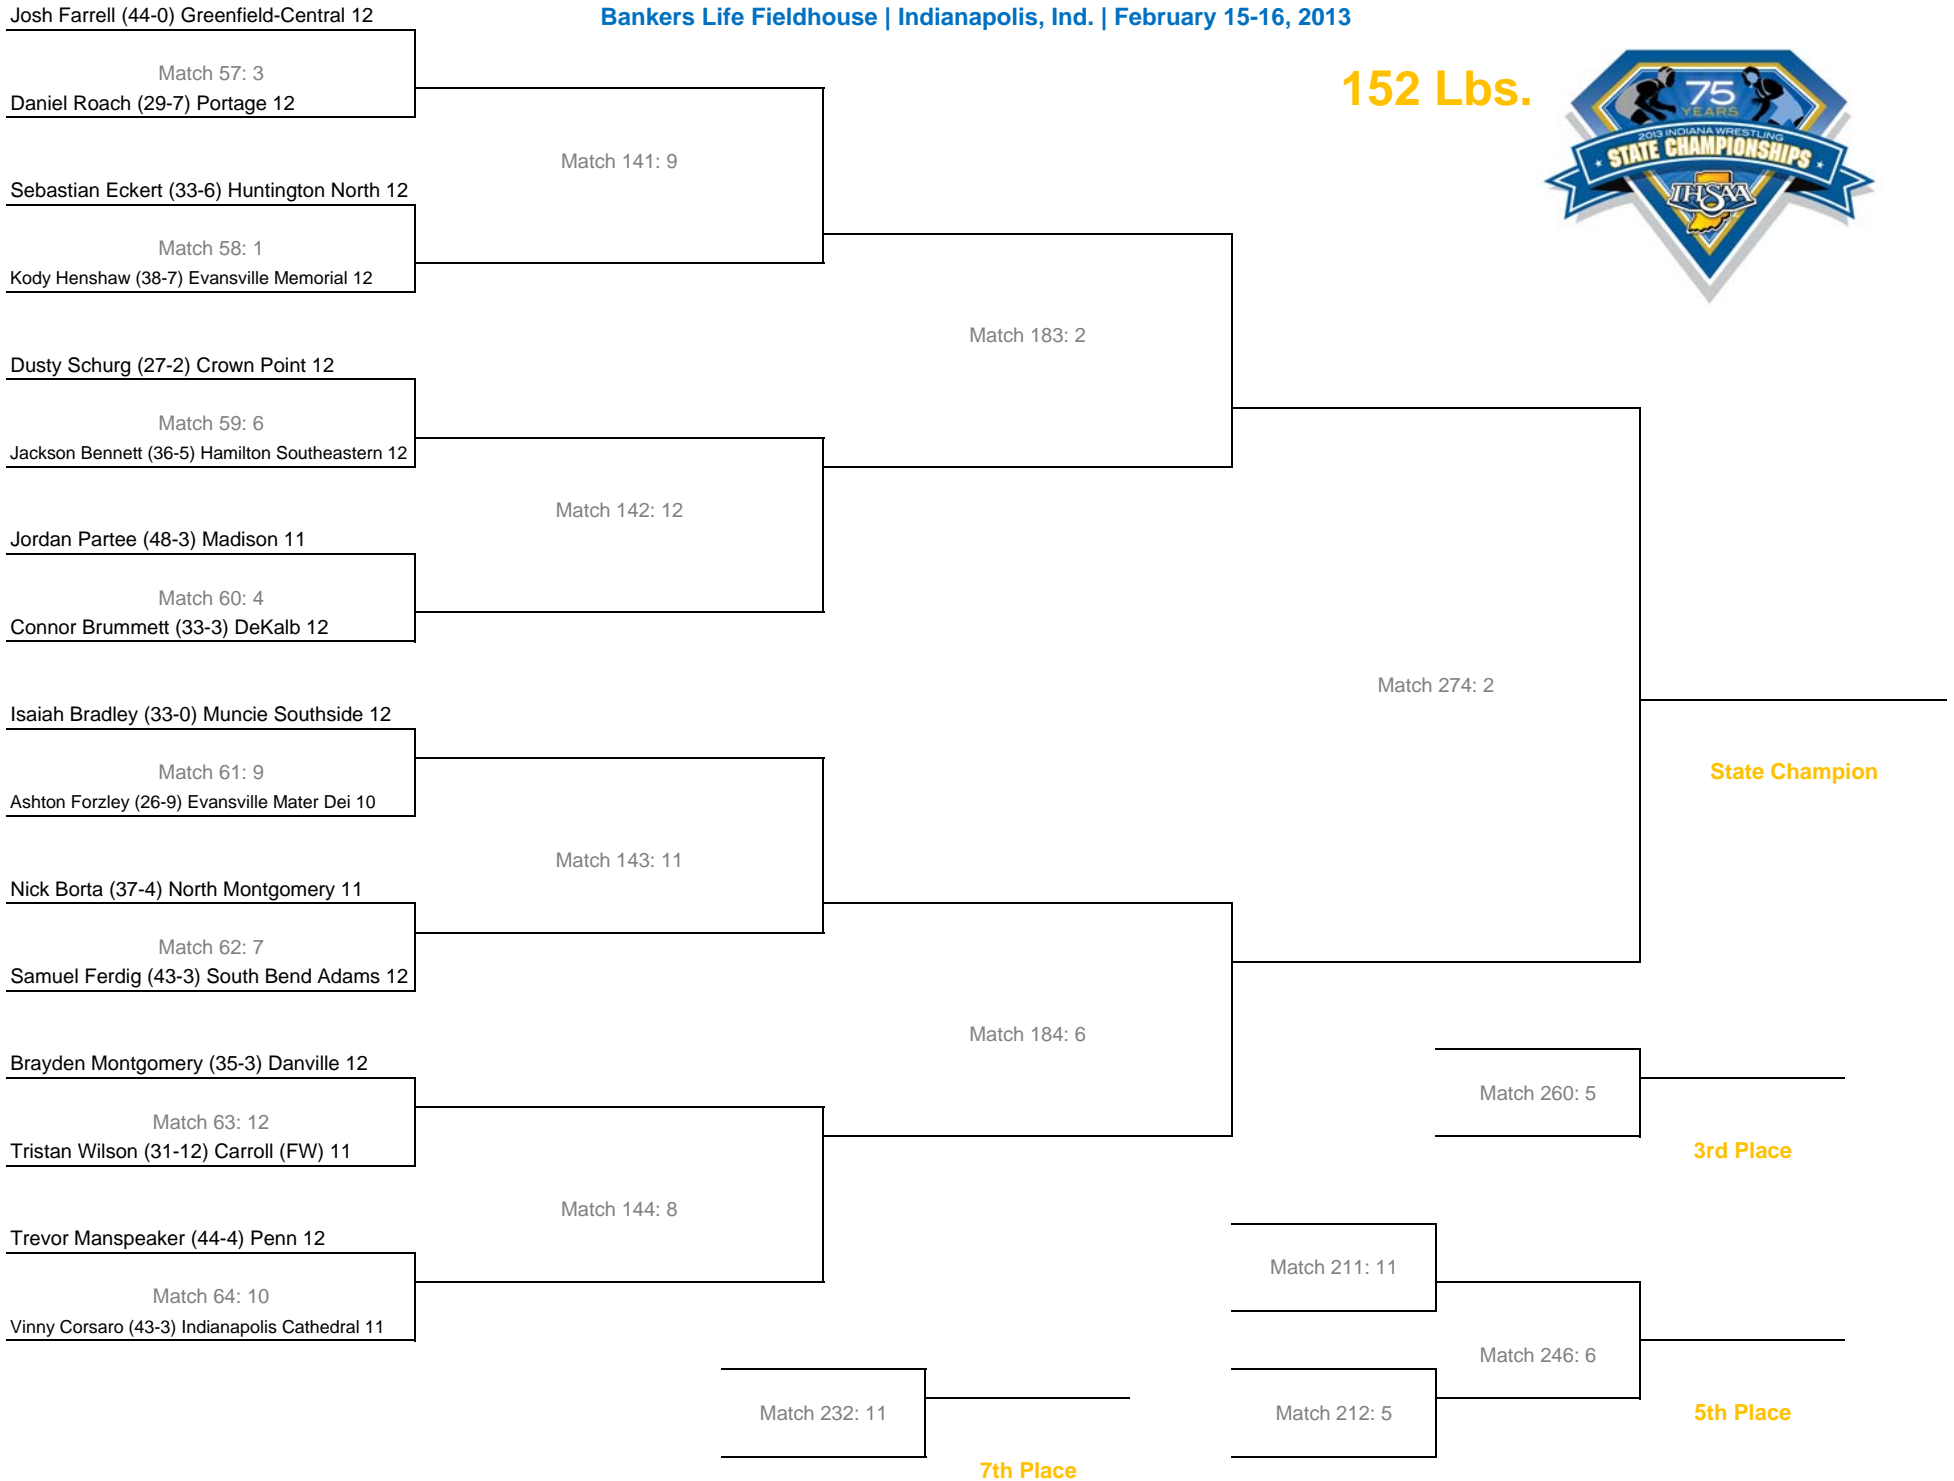 Josh Farrell (44-0) Greenfield-Central 12
Bankers Life Fieldhouse | Indianapolis, Ind. | February 15-16, 2013
Match 57: 3
Daniel Roach (29-7) Portage 12
152 Lbs.
75
YEARS
2013 INDIANA WRESTLING
STATE CHAMPIONSHIPS
IHSAA
Match 141: 9
Sebastian Eckert (33-6) Huntington North 12
Match 58: 1
Kody Henshaw (38-7) Evansville Memorial 12
Match 183: 2
Dusty Schurg (27-2) Crown Point 12
Match 59: 6
Jackson Bennett (36-5) Hamilton Southeastern 12
Match 142: 12
Jordan Partee (48-3) Madison 11
Match 60: 4
Connor Brummett (33-3) DeKalb 12
Match 274: 2
Isaiah Bradley (33-0) Muncie Southside 12
Match 61: 9
State Champion
Ashton Forzley (26-9) Evansville Mater Dei 10
Match 143: 11
Nick Borta (37-4) North Montgomery 11
Match 62: 7
Samuel Ferdig (43-3) South Bend Adams 12
Match 184: 6
Brayden Montgomery (35-3) Danville 12
Match 260: 5
Match 63: 12
Tristan Wilson (31-12) Carroll (FW) 11
3rd Place
Match 144: 8
Trevor Manspeaker (44-4) Penn 12
Match 211: 11
Match 64: 10
Vinny Corsaro (43-3) Indianapolis Cathedral 11
Match 246: 6
Match 232: 11
Match 212: 5
5th Place
7th Place